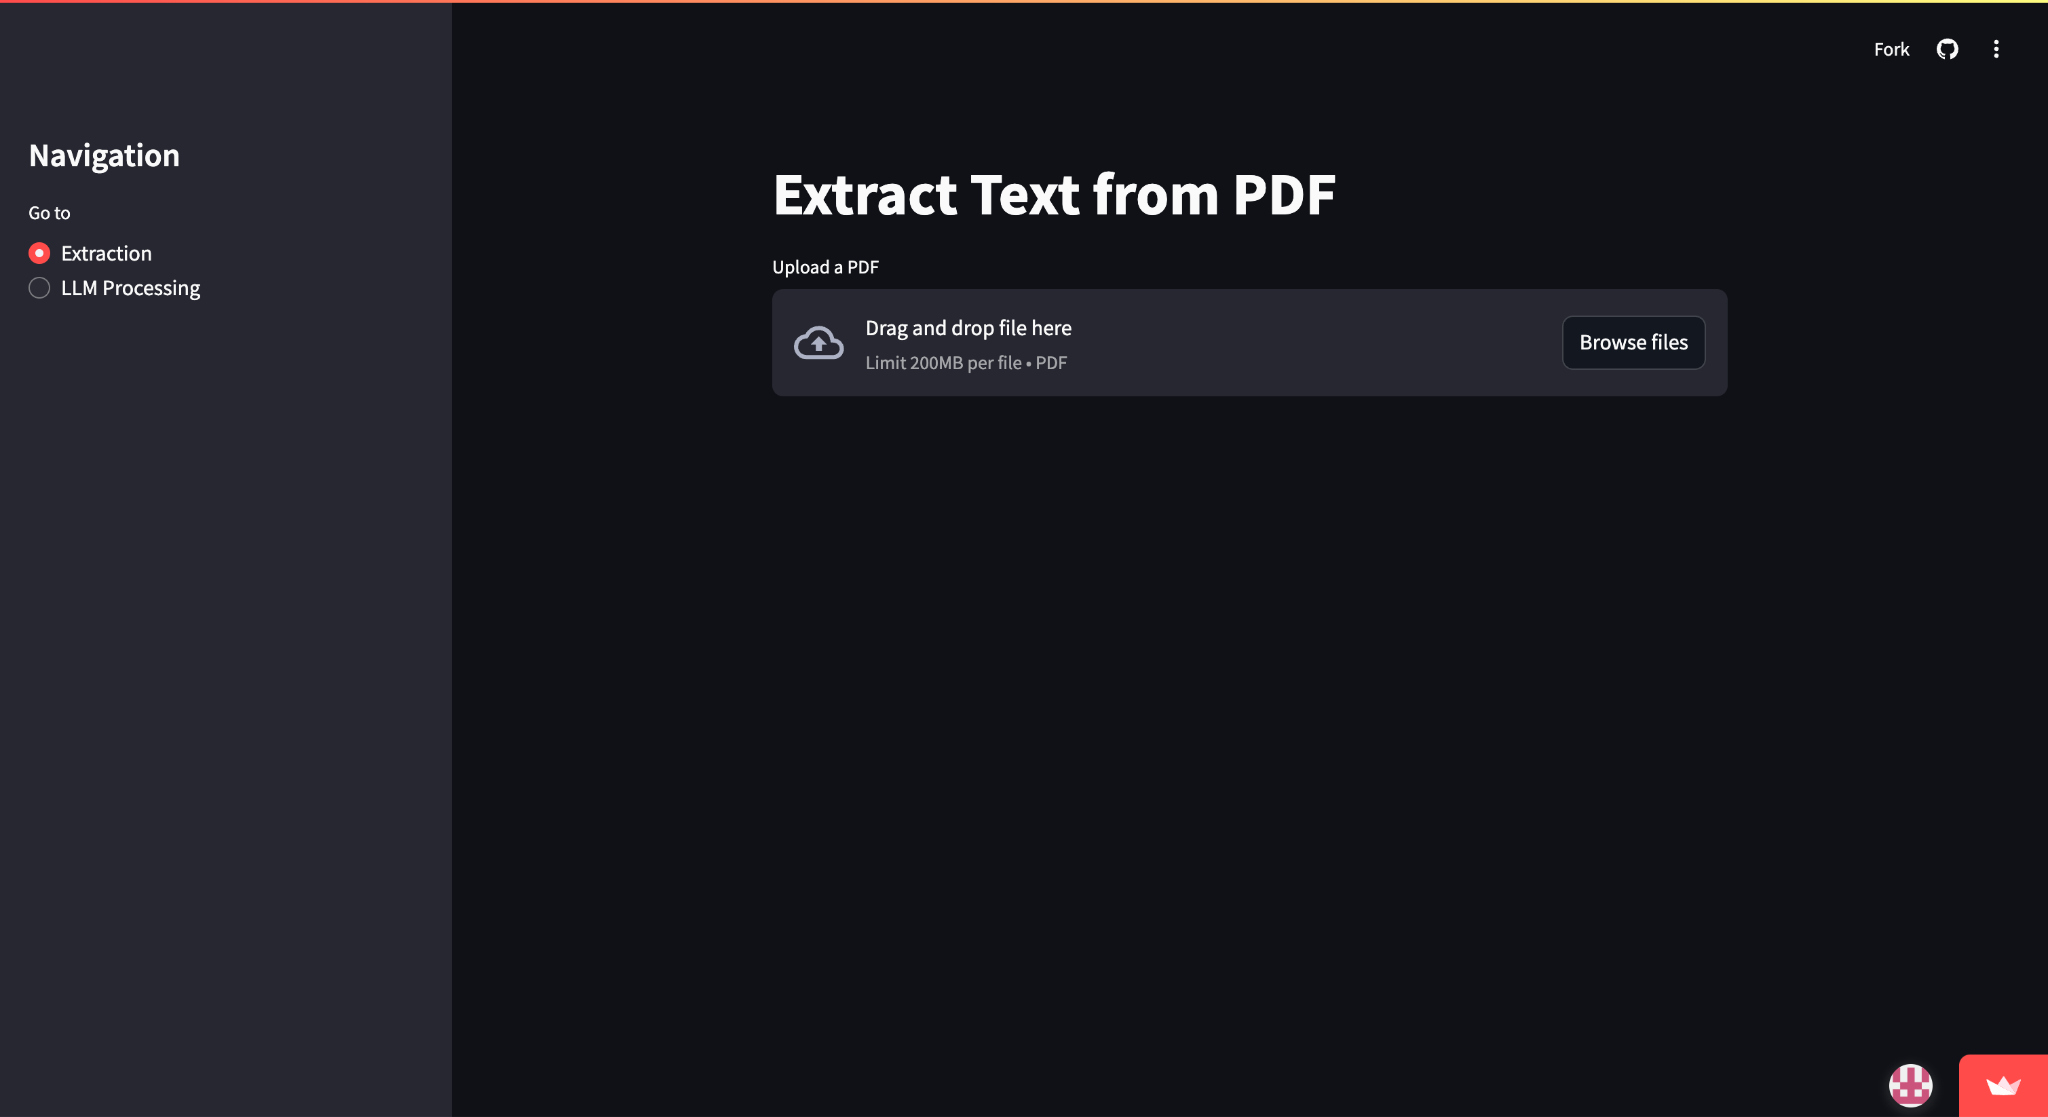 Fork
Navigation
Go to
Extraction
LLM Processing
Extract Text from PDF
Upload a PDF
Drag and drop file here
Limit 200MB per file • PDF
Browse files